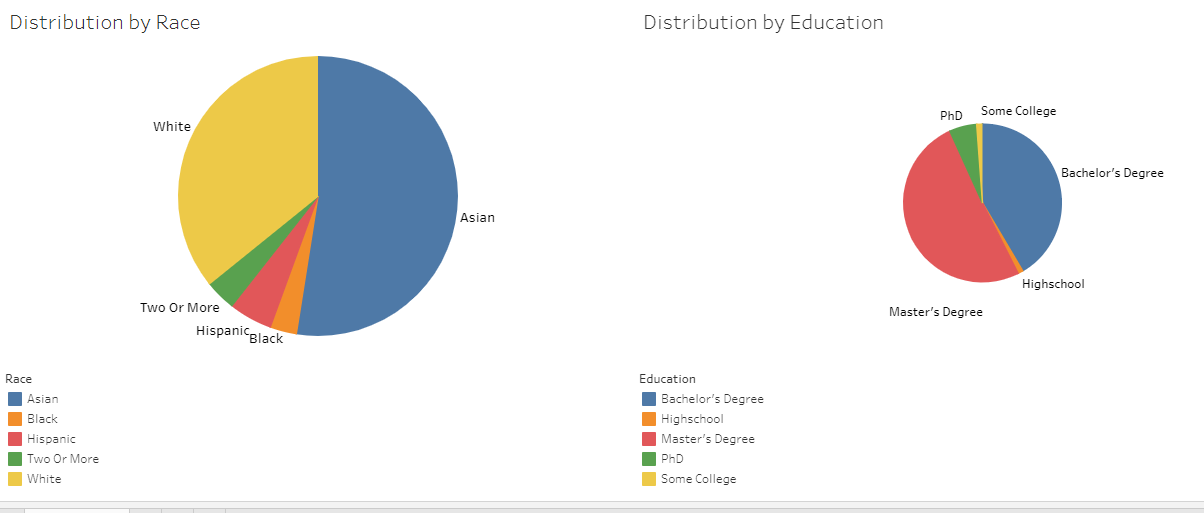 Distribution by Race
White
Asian
Two Or More
Hispanic
Black
Race
Asian
Black
Hispanic
Two Or More
White
Distribution by Education
PhD
Some College
Bachelor's Degree
Highschool
Master's Degree
Education
Bachelor's Degree
Highschool
Master's Degree
PhD
Some College